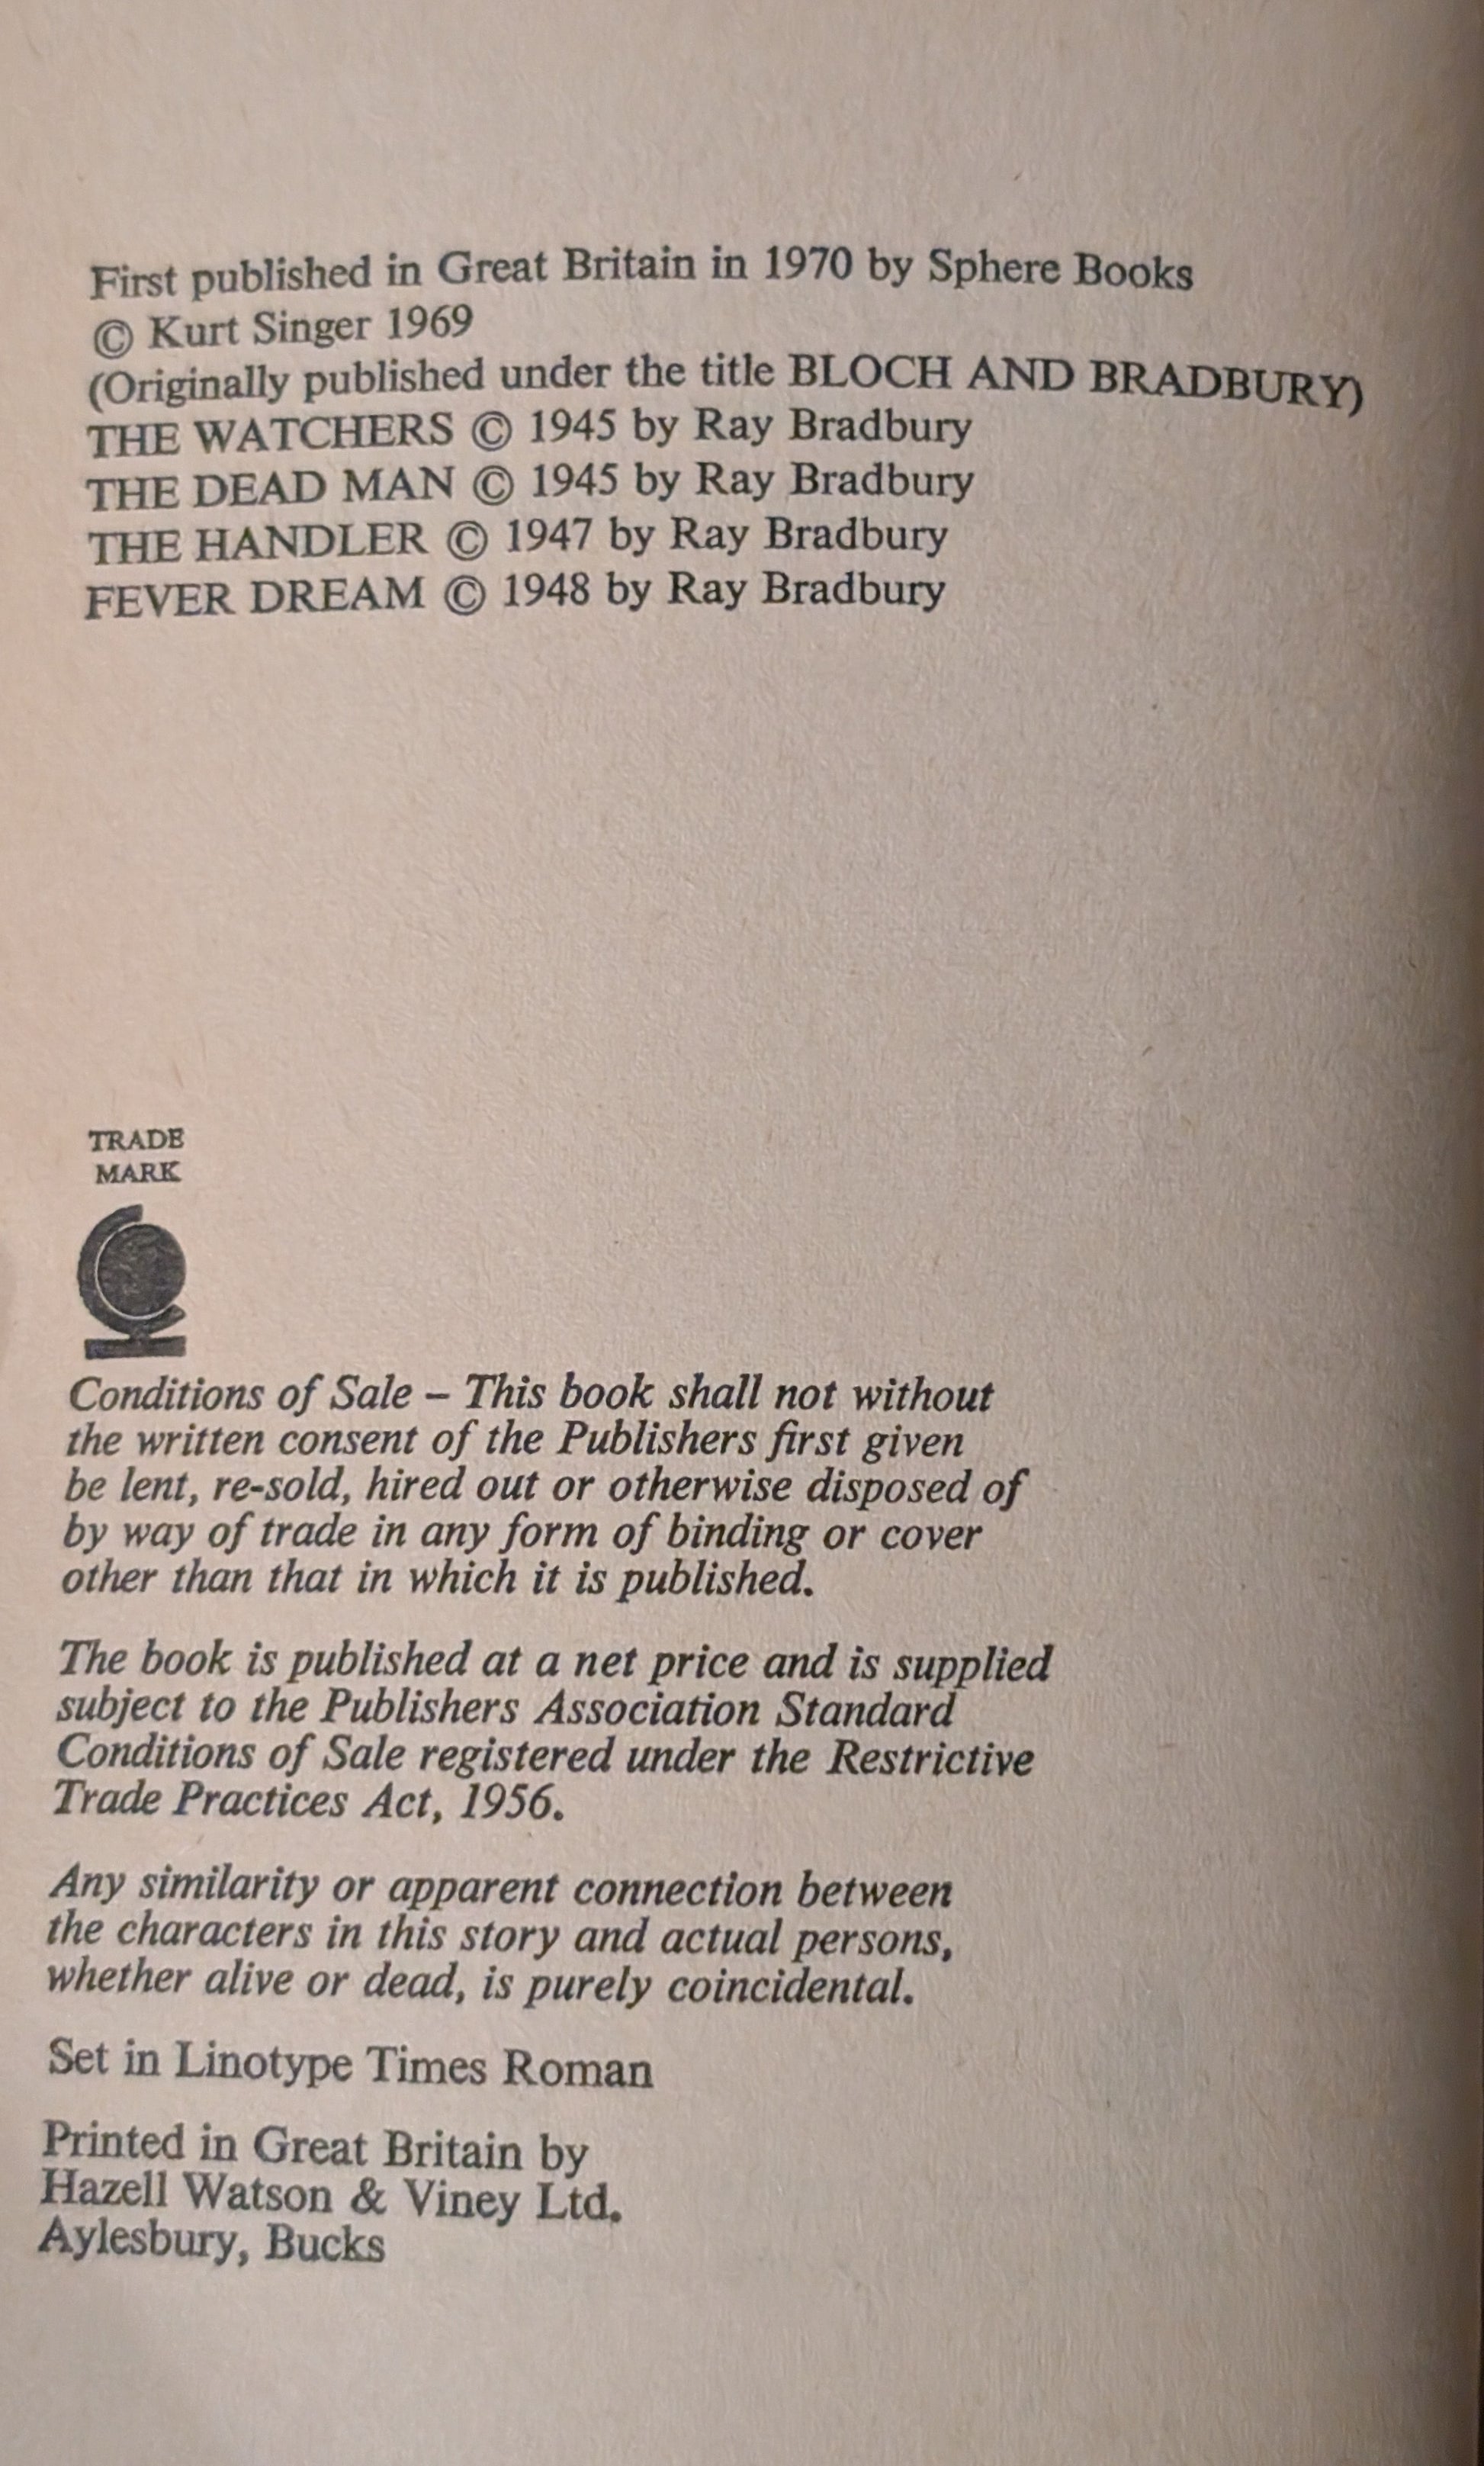 First published in Great Britain in 1970 by Sphere Books
© Kurt Singer 1969
(Originally published under the title BLOCH AND BRADBURY)
THE WATCHERS © 1945 by Ray Bradbury
THE DEAD MAN © 1945 by Ray Bradbury
THE HANDLER © 1947 by Ray Bradbury
FEVER DREAM © 1948 by Ray Bradbury
TRADE
MARK
Conditions of Sale – This book shall not without
the written consent of the Publishers first given
be lent, re-sold, hired out or otherwise disposed of
by way of trade in any form of binding or cover
other than that in which it is published.
The book is published at a net price and is supplied
subject to the Publishers Association Standard
Conditions of Sale registered under the Restrictive
Trade Practices Act, 1956.
Any similarity or apparent connection between
the characters in this story and actual persons,
whether alive or dead, is purely coincidental.
Set in Linotype Times Roman
Printed in Great Britain by
Hazell Watson & Viney Ltd.
Aylesbury, Bucks